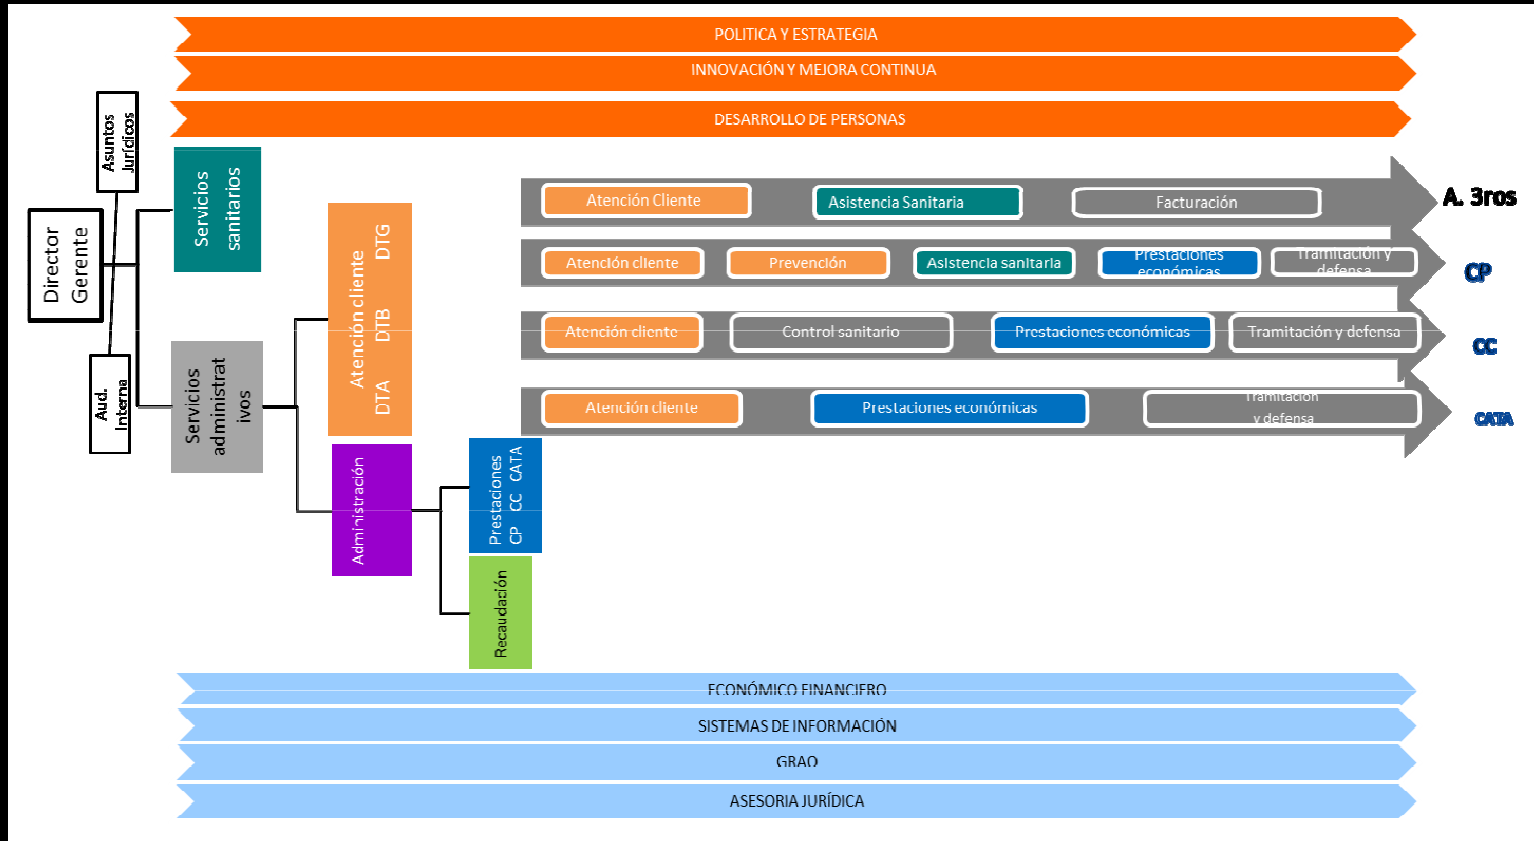 POLITICA Y ESTRATEGIA
INNOVACIÓN Y MEJORA CONTINUA
DESARROLLO DE PERSONAS
Asuntos
Jurídicos
Director
Gerente
Aud.
Interna
Servicios
sanitarios
Servicios
administrat
ivos
Atención cliente
DTA DTB DTG
Administración
Prestaciones
CP CC CATA
Recaudación
Atención Cliente
Asistencia Sanitaria
Facturación
A. 3ros
Atención cliente
Prevención
Asistencia sanitaria
Prestaciones
económicas
Tramitación y
defensa
CP
Atención cliente
Control sanitario
Prestaciones económicas
Tramitación y defensa
CC
Atención cliente
Prestaciones económicas
Tramitación
y defensa
CATA
ECONÓMICO FINANCIERO
SISTEMAS DE INFORMACIÓN
GRAO
ASESORIA JURÍDICA